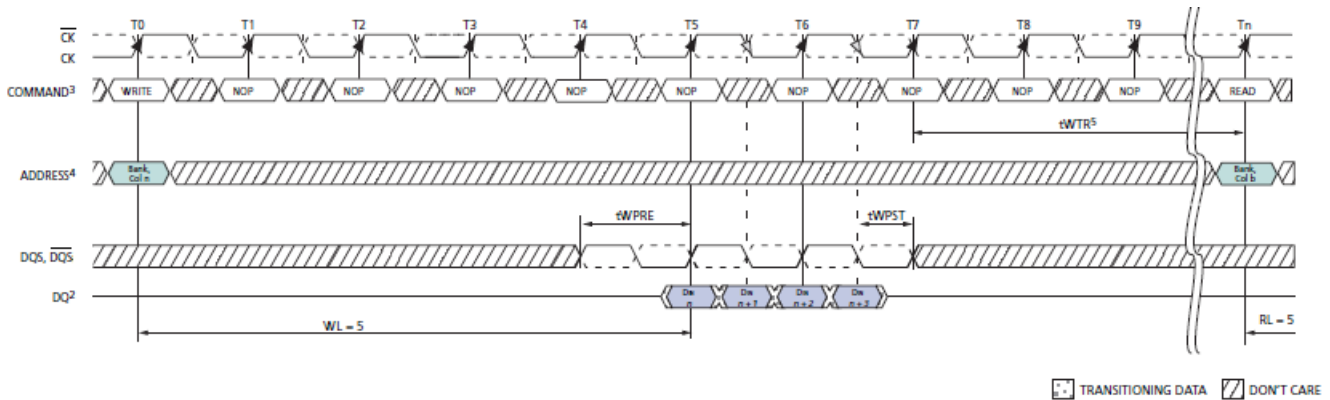 T0 T1 T2 T3 T4 T5 T6 T7 T8 T9 Tn
CK
CK
COMMAND³ WRITE NOP NOP NOP NOP NOP NOP NOP NOP NOP READ
tWTR⁵
ADDRESS⁴ Bank, Col n Bank, Col b
tWPRE tWPST
DQS, DQS
DQ² DIN n DIN n + 1 DIN n + 2 DIN n + 3
WL = 5 RL = 5
TRANSITIONING DATA DON'T CARE